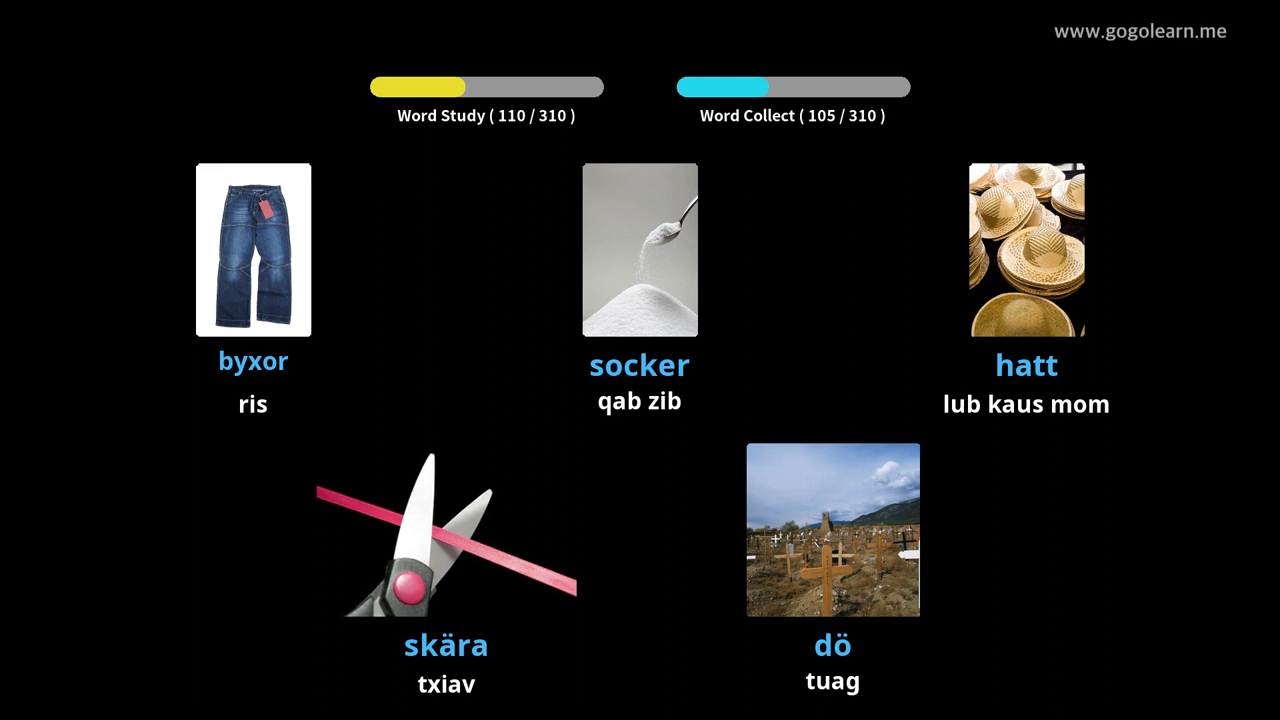 www.gogolearn.me
Word Study ( 110 / 310 )
Word Collect ( 105 / 310 )
byxor
ris
socker
qab zib
hatt
lub kaus mom
skära
txiav
dö
tuag